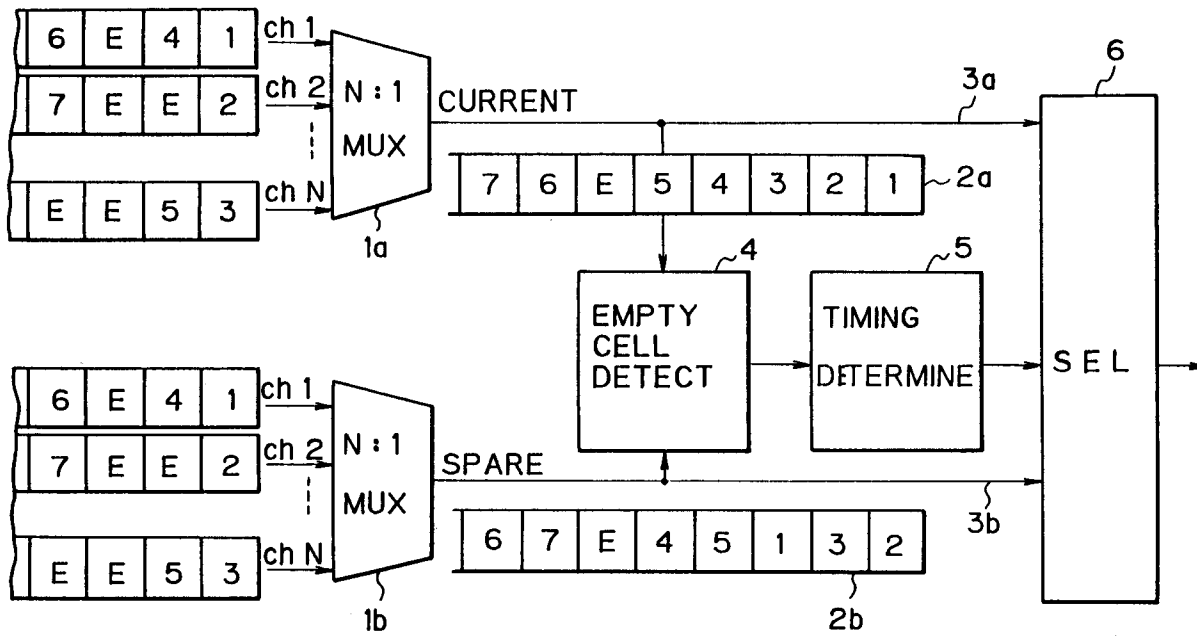 6 E 4 1 ch 1
7 E E 2 ch 2
E E 5 3 ch N
N : 1
MUX
1a
CURRENT
3a
6
7 6 E 5 4 3 2 1
2a
4
EMPTY
CELL
DETECT
5
TIMING
DETERMINE
SEL
6 E 4 1 ch 1
7 E E 2 ch 2
E E 5 3 ch N
N : 1
MUX
1b
SPARE
3b
6 7 E 4 5 1 3 2
2b